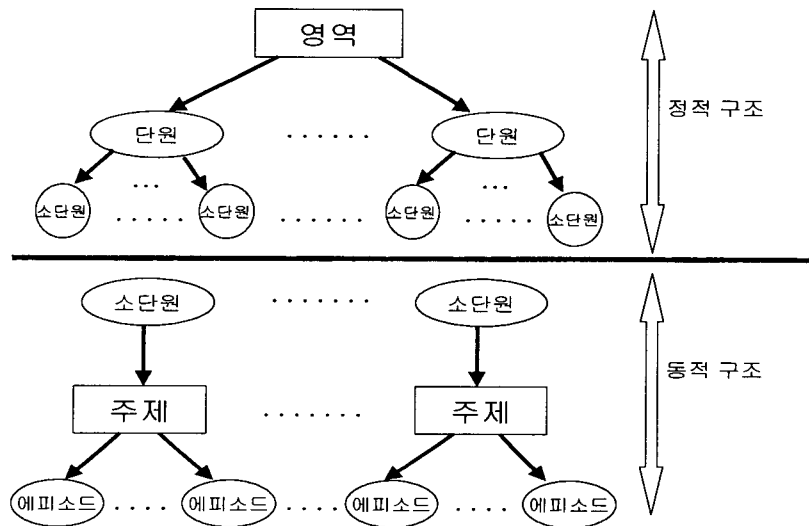 영역
정적 구조
단원 . . . . . . 단원
... ...
소단원 . . . . . 소단원 . . . . . . 소단원 . . . . . 소단원
소단원 . . . . . . . 소단원
동적 구조
주제 . . . . . . . 주제
에피소드 . . . . 에피소드 . . . . 에피소드 . . . . 에피소드